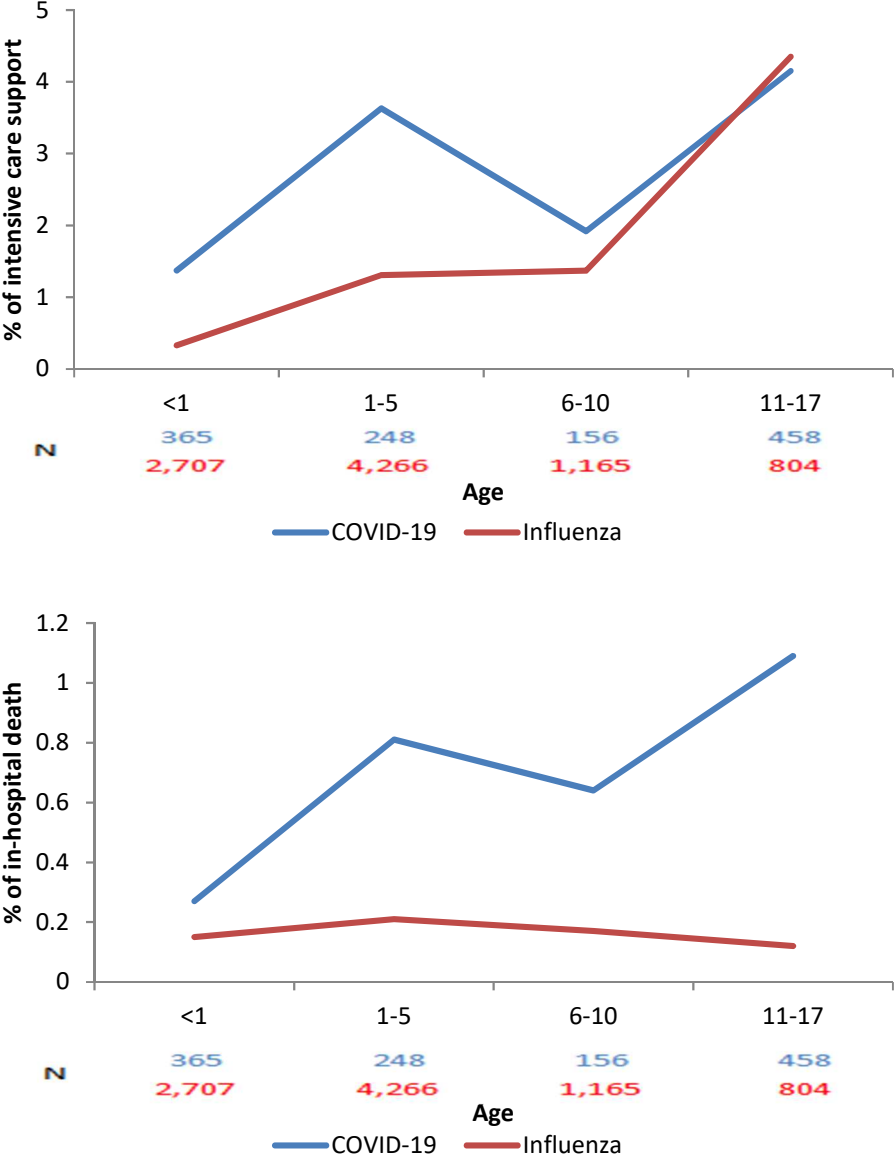 5
4
3
2
1
0
% of intensive care support
<1 1-5 6-10 11-17
N
365 248 156 458
2,707 4,266 1,165 804
Age
COVID-19 Influenza
1.2
1
0.8
0.6
0.4
0.2
0
% of in-hospital death
<1 1-5 6-10 11-17
N
365 248 156 458
2,707 4,266 1,165 804
Age
COVID-19 Influenza